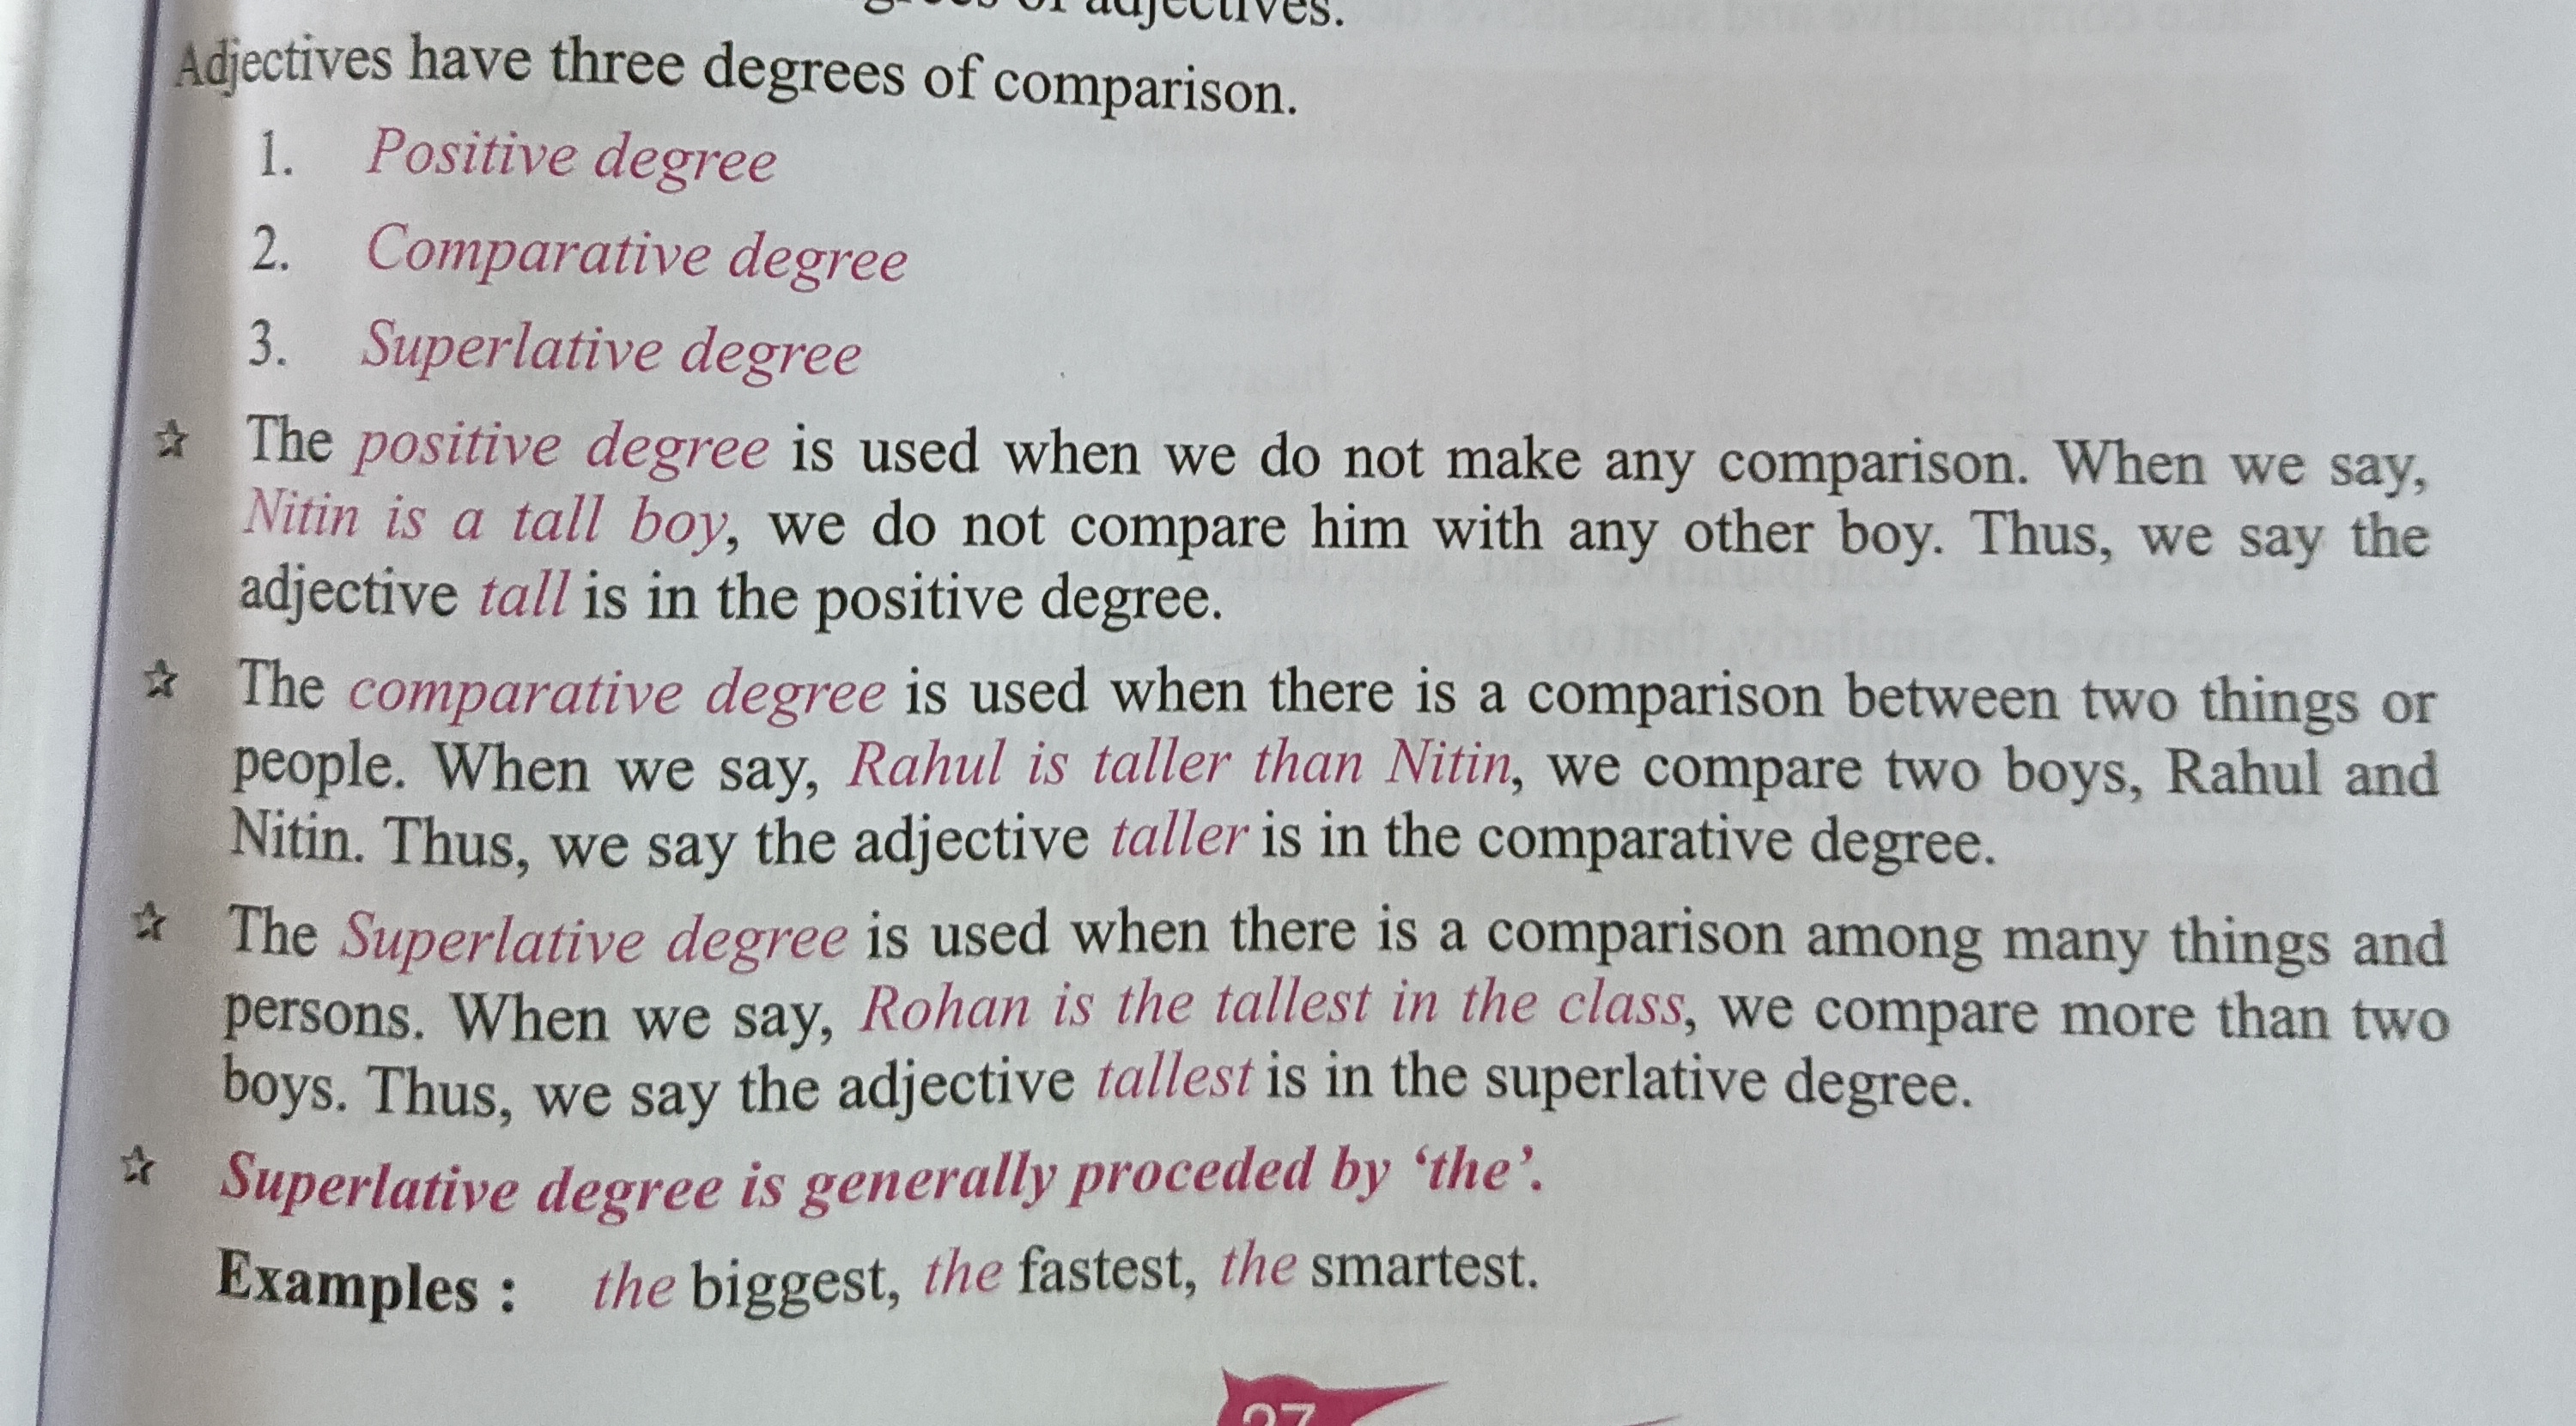 of adjectives.
Adjectives have three degrees of comparison.
1. Positive degree
2. Comparative degree
3. Superlative degree
☆ The positive degree is used when we do not make any comparison. When we say,
Nitin is a tall boy, we do not compare him with any other boy. Thus, we say the
adjective tall is in the positive degree.
☆ The comparative degree is used when there is a comparison between two things or
people. When we say, Rahul is taller than Nitin, we compare two boys, Rahul and
Nitin. Thus, we say the adjective taller is in the comparative degree.
☆ The Superlative degree is used when there is a comparison among many things and
persons. When we say, Rohan is the tallest in the class, we compare more than two
boys. Thus, we say the adjective tallest is in the superlative degree.
☆ Superlative degree is generally proceded by ‘the’.
Examples : the biggest, the fastest, the smartest.